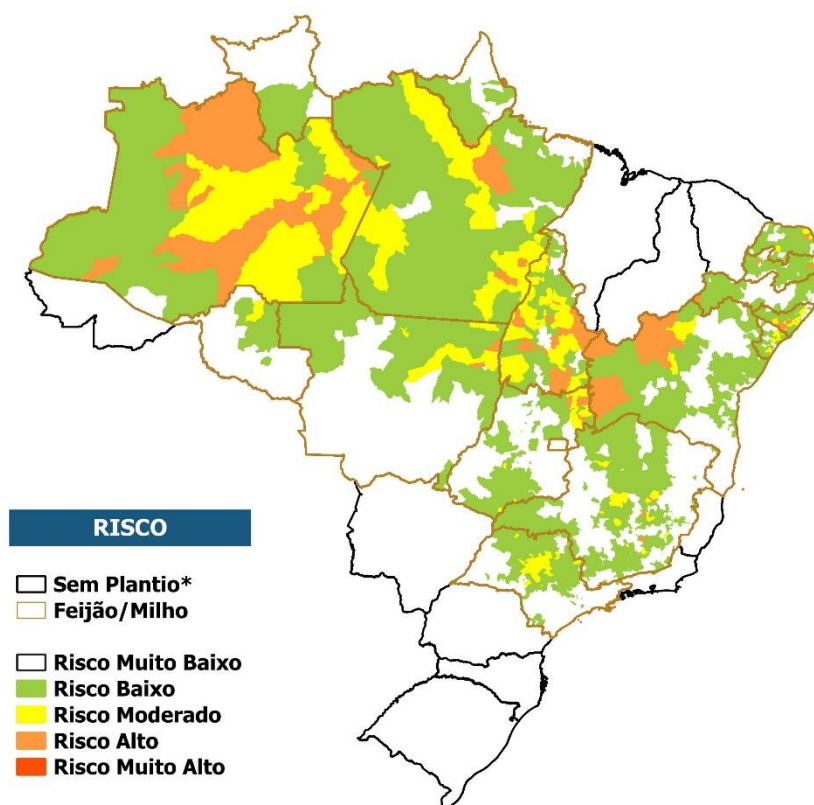 RISCO
Sem Plantio*
Feijão/Milho
Risco Muito Baixo
Risco Baixo
Risco Moderado
Risco Alto
Risco Muito Alto